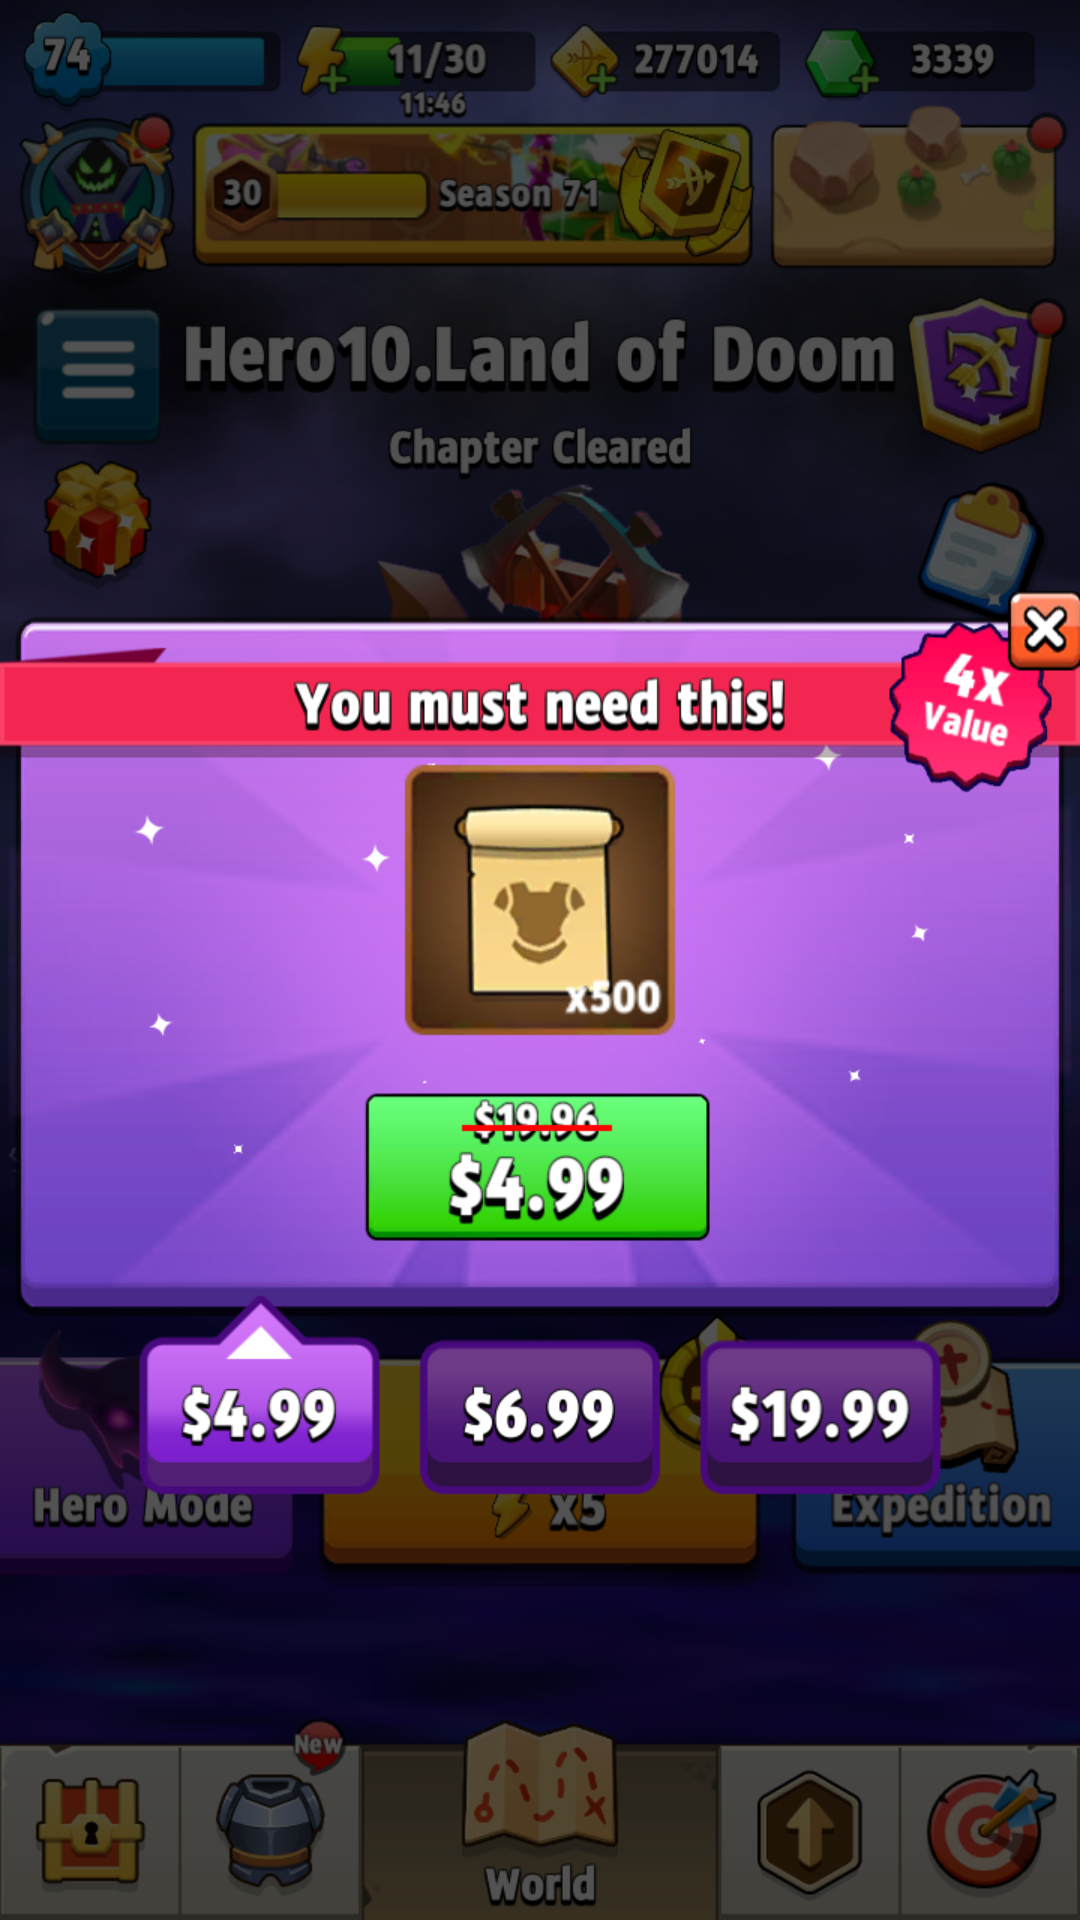 74
11/30
277014
3339
11:46
30
Season 71
Hero10.Land of Doom
Chapter Cleared
You must need this!
4x
Value
x500
$19.96
$4.99
$4.99
$6.99
$19.99
Hero Mode
x5
Expedition
New
World